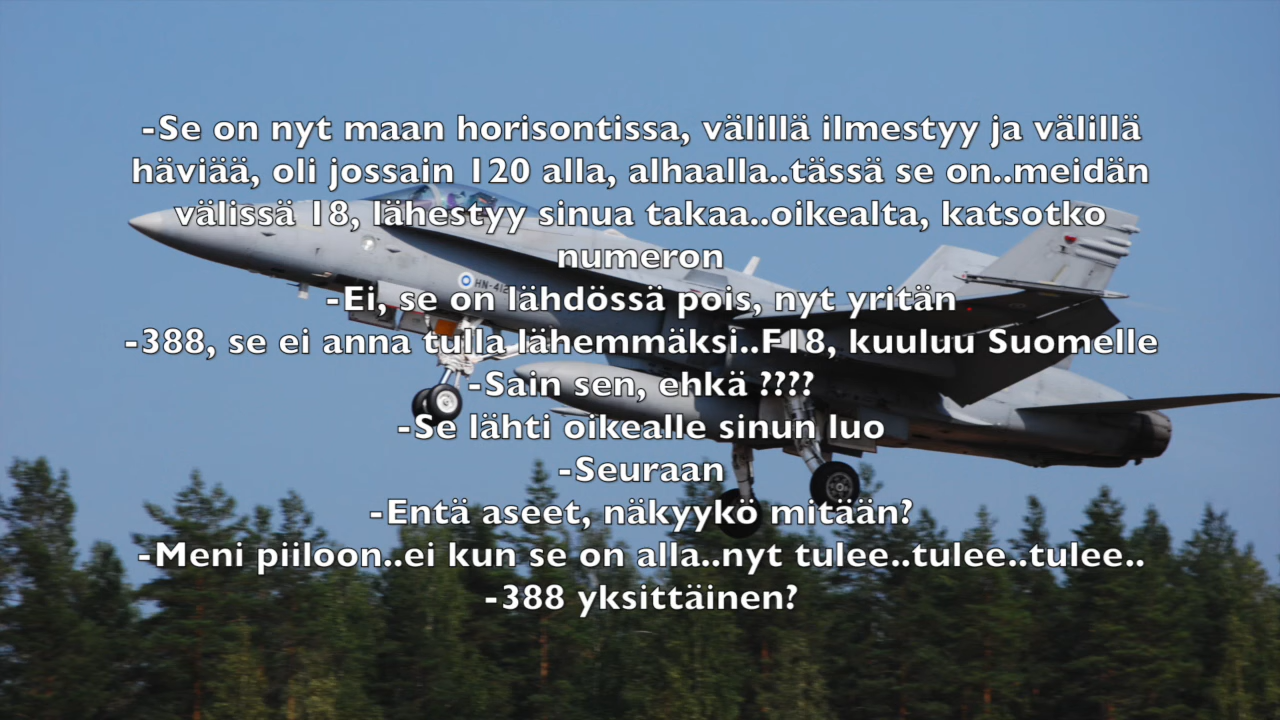 -Se on nyt maan horisontissa, välillä ilmestyy ja välillä
häviää, oli jossain 120 alla, alhaalla..tässä se on..meidän
välissä 18, lähestyy sinua takaa..oikealta, katsotko
numeron
-Ei, se on lähdössä pois, nyt yritän
-388, se ei anna tulla lähemmäksi..F18, kuuluu Suomelle
-Sain sen, ehkä ????
-Se lähti oikealle sinun luo
-Seuraan
-Entä aseet, näkyykö mitään?
-Meni piiloon..ei kun se on alla..nyt tulee..tulee..tulee..
-388 yksittäinen?